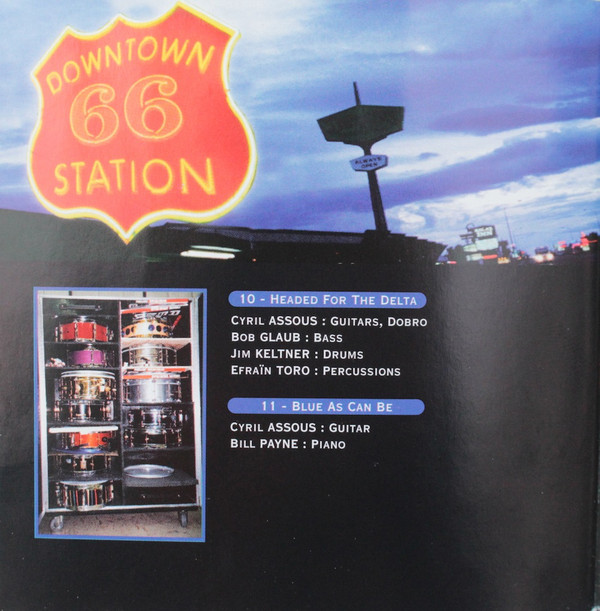 DOWNTOWN
66
STATION
ALWAYS
OPEN
10 - HEADED FOR THE DELTA
CYRIL ASSOUS : GUITARS, DOBRO
BOB GLAUB : BASS
JIM KELTNER : DRUMS
EFRAÏN TORO : PERCUSSIONS
11 - BLUE AS CAN BE
CYRIL ASSOUS : GUITAR
BILL PAYNE : PIANO